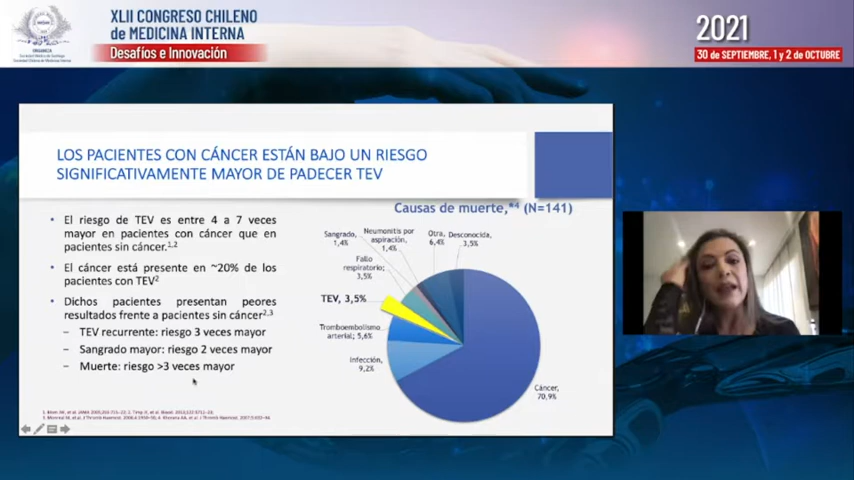 XLII CONGRESO CHILENO
de MEDICINA INTERNA
Desafíos e Innovación
2021
30 de SEPTIEMBRE, 1 y 2 de OCTUBRE
LOS PACIENTES CON CÁNCER ESTÁN BAJO UN RIESGO
SIGNIFICATIVAMENTE MAYOR DE PADECER TEV
• El riesgo de TEV es entre 4 a 7 veces
mayor en pacientes con cáncer que en
pacientes sin cáncer.1,2
• El cáncer está presente en ~20% de los
pacientes con TEV2
• Dichos pacientes presentan peores
resultados frente a pacientes sin cáncer2,3
– TEV recurrente: riesgo 3 veces mayor
– Sangrado mayor: riesgo 2 veces mayor
– Muerte: riesgo >3 veces mayor
Causas de muerte,*4 (N=141)
Sangrado,
1,4%
Neumonitis por
aspiración,
1,4%
Otra,
6,4%
Desconocida,
3,5%
Fallo
respiratorio;
3,5%
TEV, 3,5%
Tromboembolismo
arterial; 5,6%
Infección,
9,2%
Cáncer,
70,9%